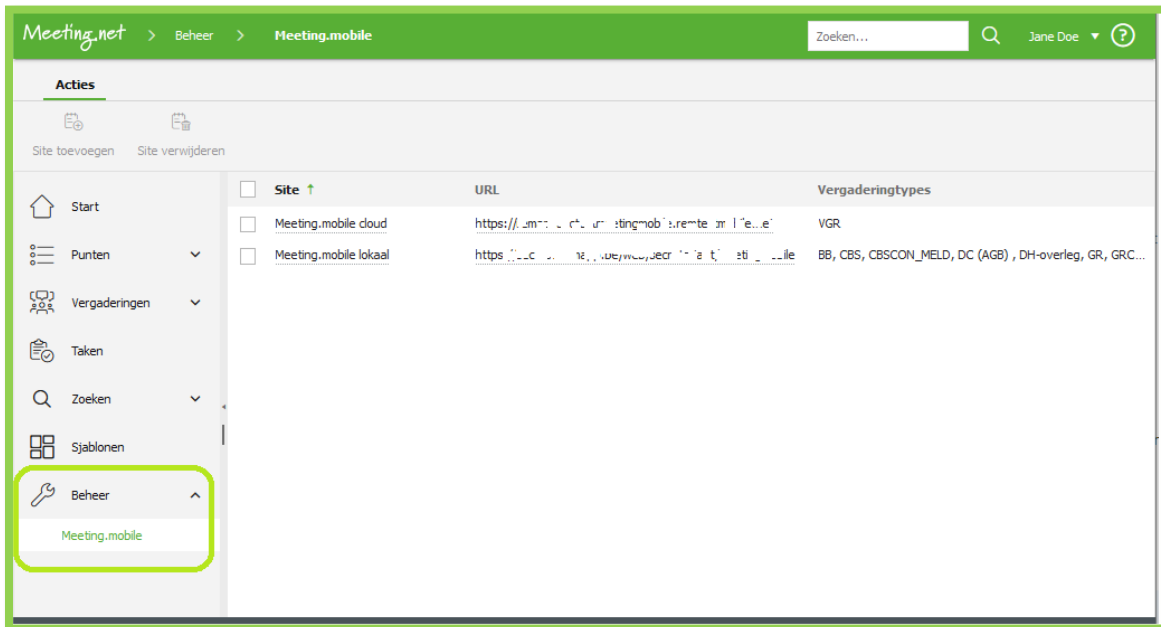 Meeting.net > Beheer > Meeting.mobile Zoeken... Jane Doe ?
Acties
Site toevoegen Site verwijderen
Start
Punten
Vergaderingen
Taken
Zoeken
Sjablonen
Beheer
Meeting.mobile
Site ↑ URL Vergaderingtypes
Meeting.mobile cloud https:// VGR
Meeting.mobile lokaal https BB, CBS, CBSCON_MELD, DC (AGB) , DH-overleg, GR, GRC...